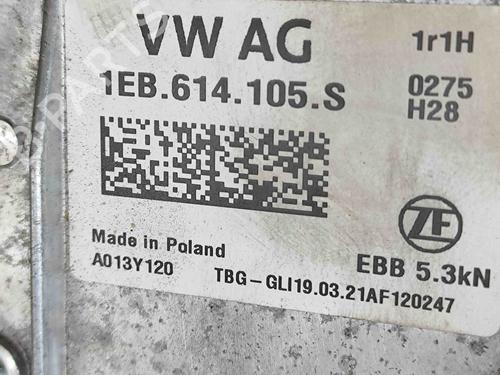 VW AG 1r1H
1EB.614.105.S 0275
H28
ZF
Made in Poland
A013Y120 TBG-GLI19.03.21AF120247
EBB 5.3kN